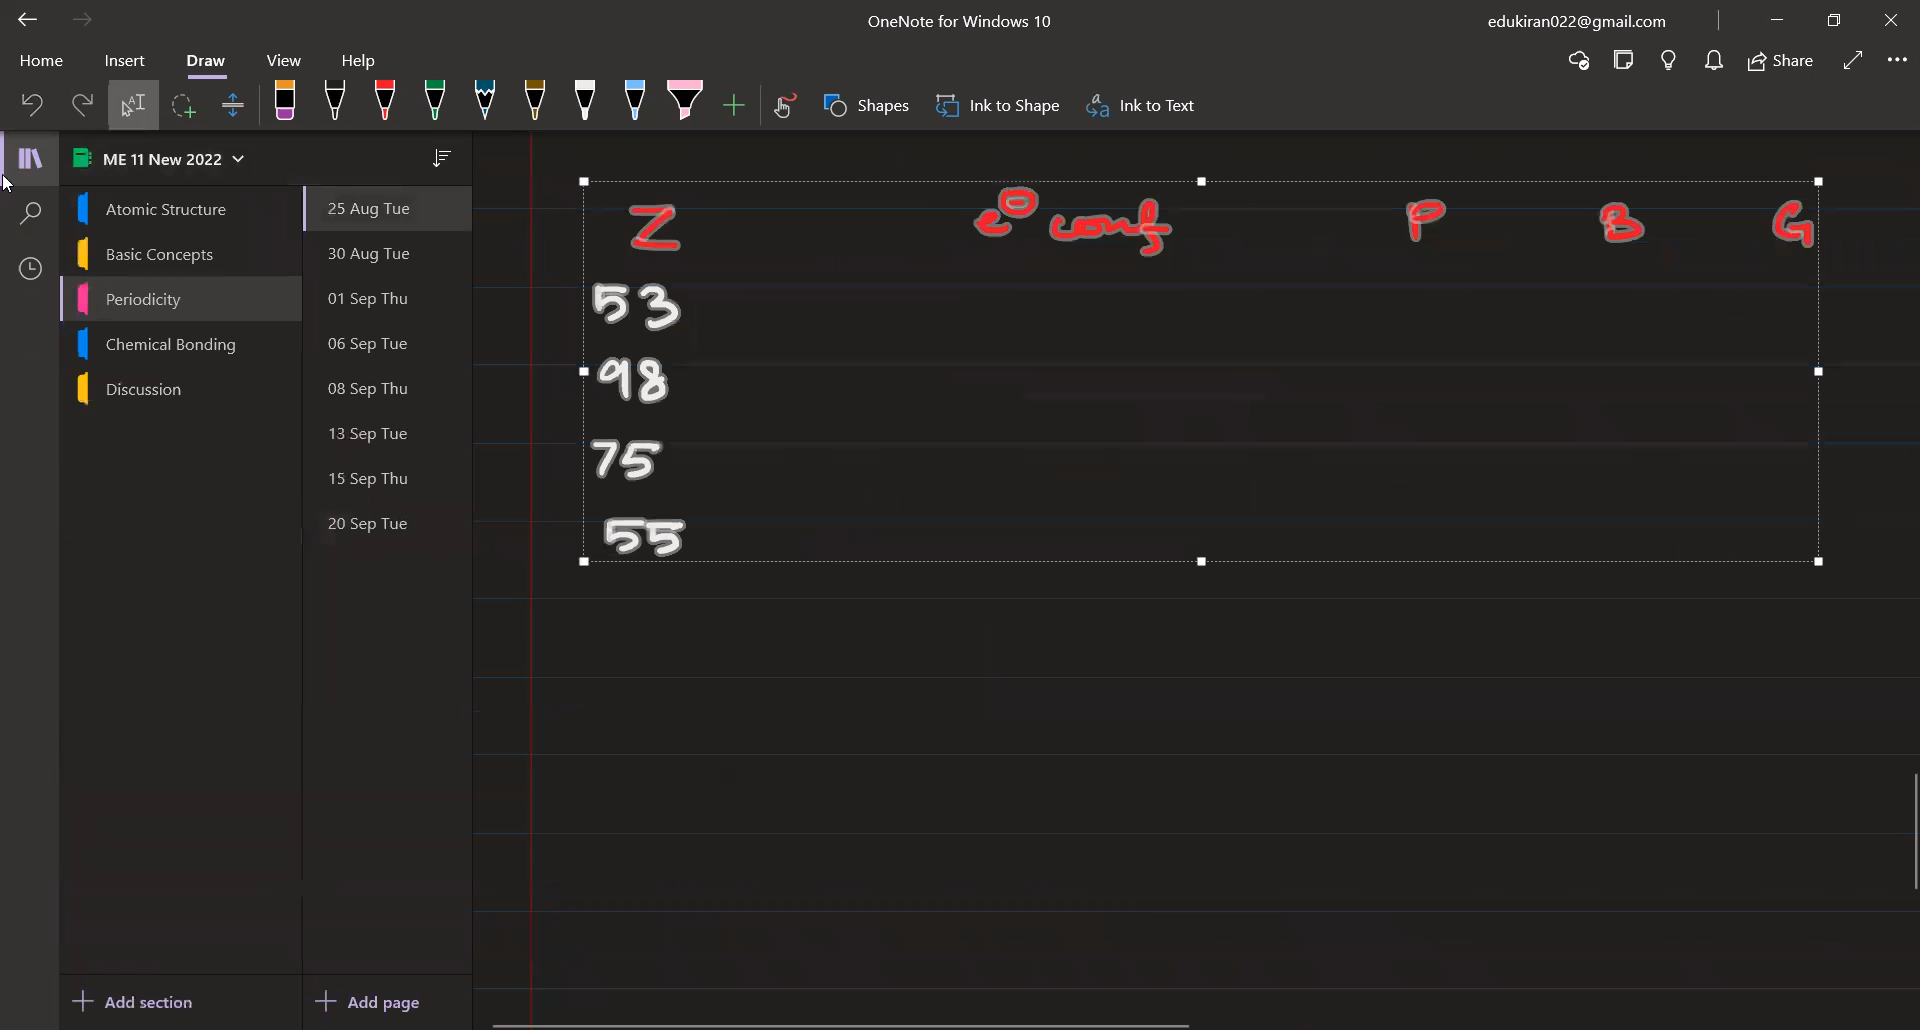 OneNote for Windows 10
edukiran022@gmail.com
Home Insert Draw View Help
Share
Shapes Ink to Shape Ink to Text
ME 11 New 2022
Atomic Structure
Basic Concepts
Periodicity
Chemical Bonding
Discussion
25 Aug Tue
30 Aug Tue
01 Sep Thu
06 Sep Tue
08 Sep Thu
13 Sep Tue
15 Sep Thu
20 Sep Tue
Z e⁰ conf P B G
53
98
75
55
Add section
Add page